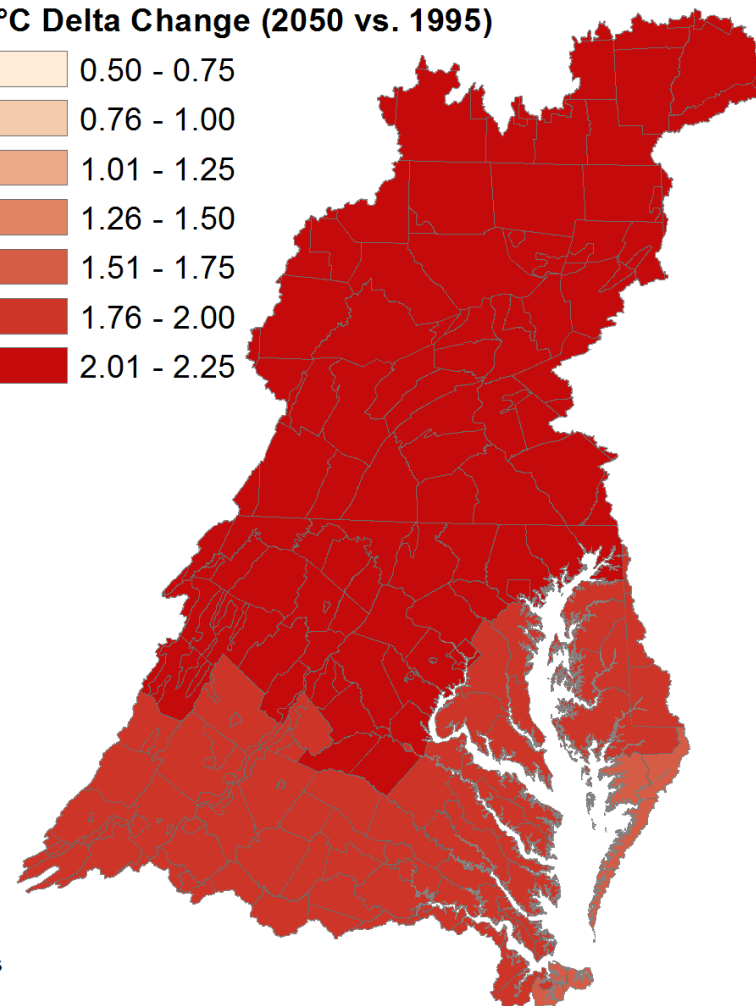 °C Delta Change (2050 vs. 1995)
0.50 - 0.75
0.76 - 1.00
1.01 - 1.25
1.26 - 1.50
1.51 - 1.75
1.76 - 2.00
2.01 - 2.25
s